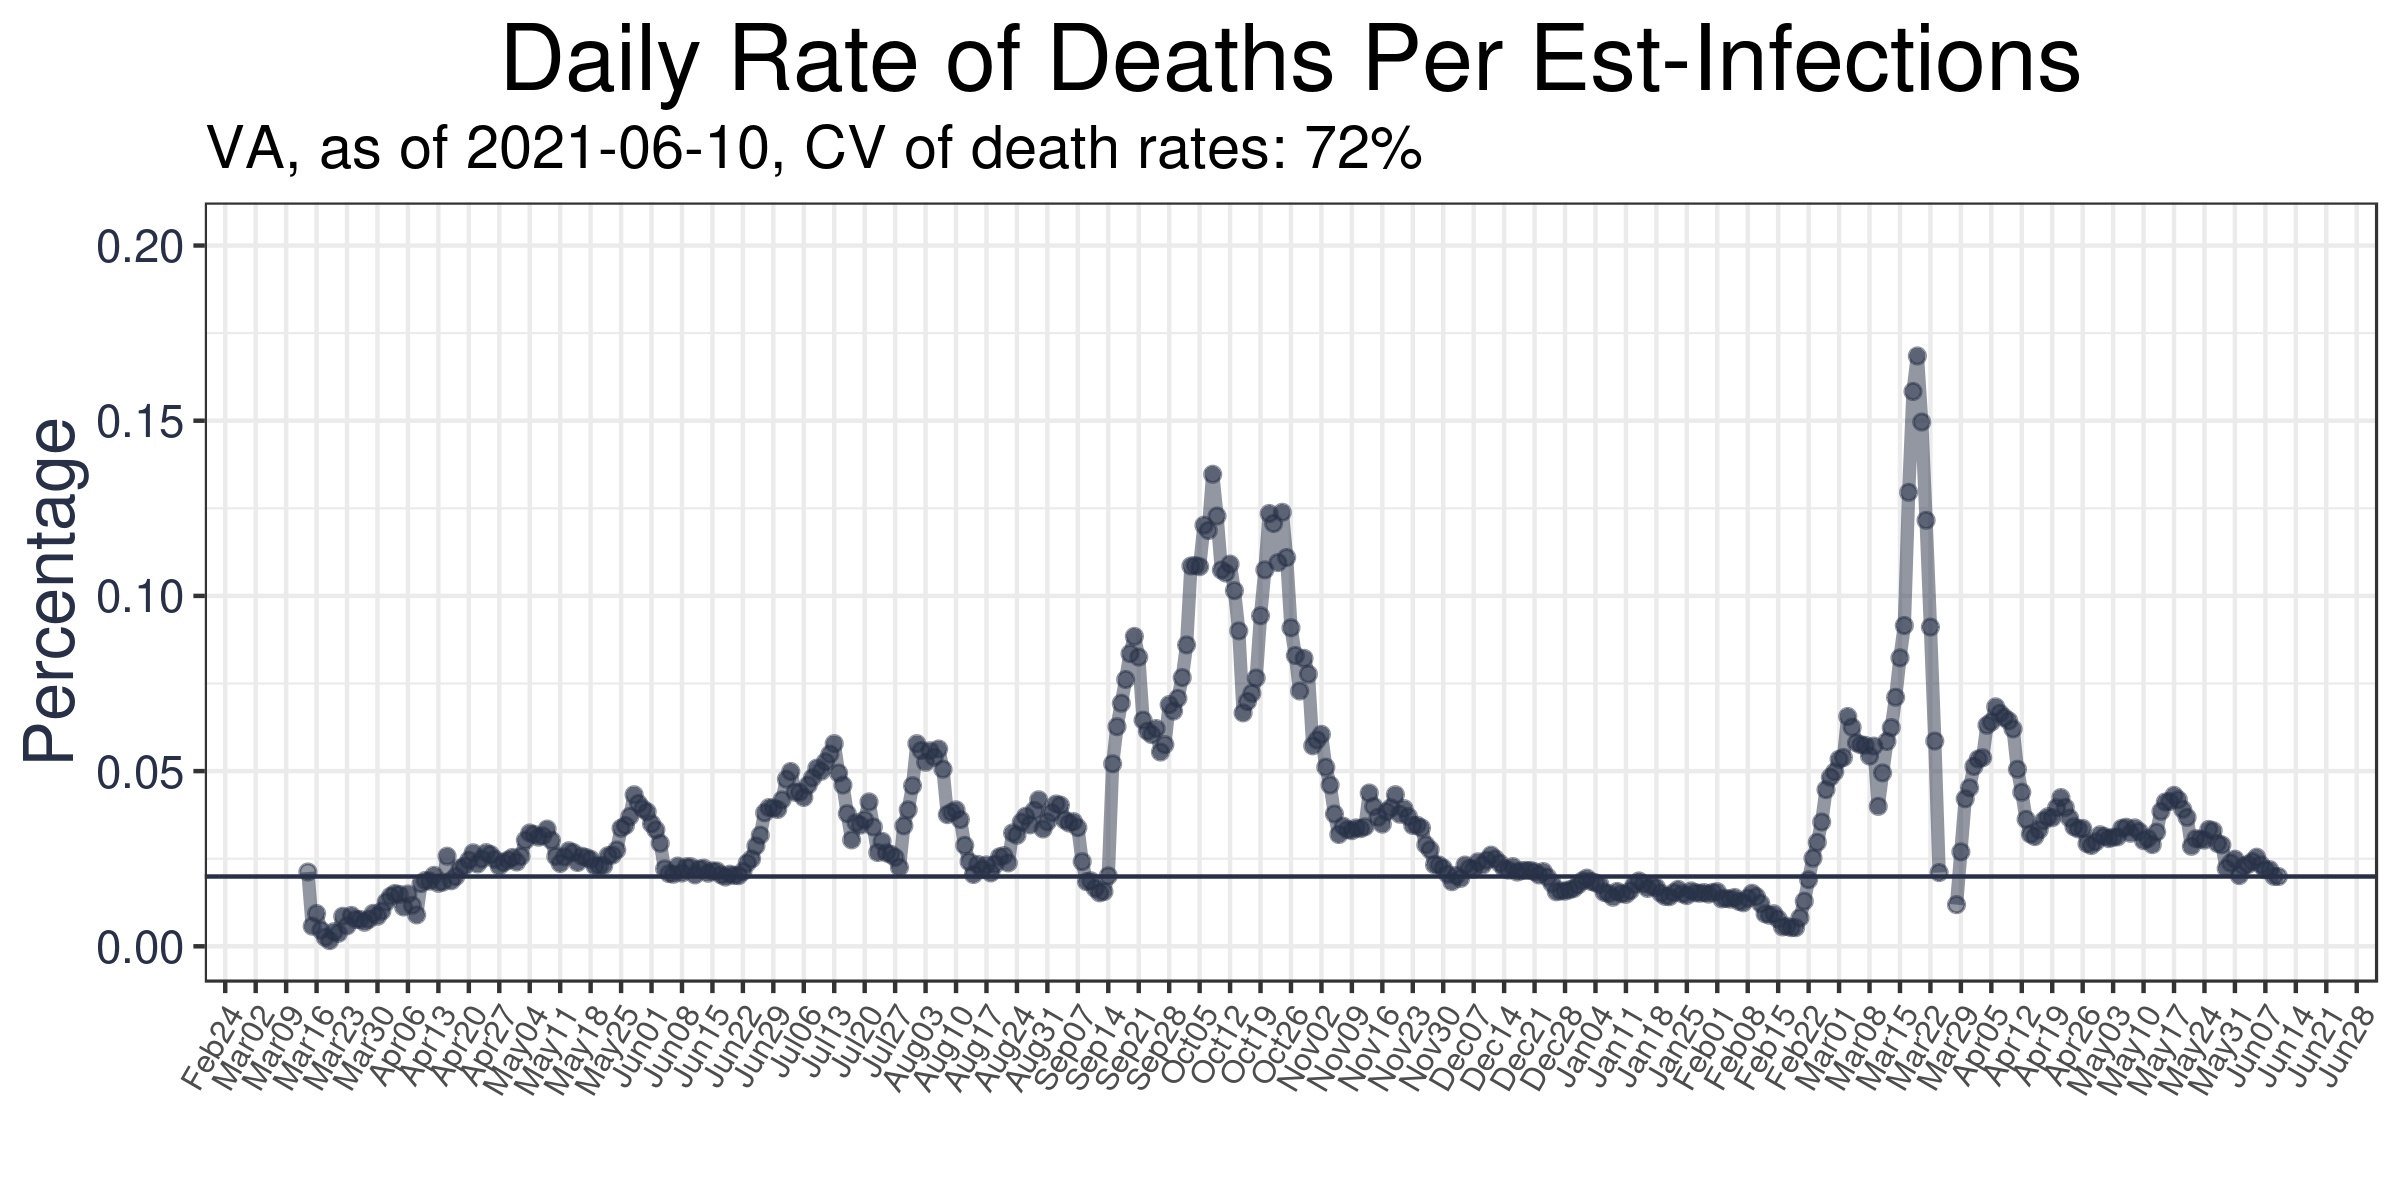 Daily Rate of Deaths Per Est-Infections
VA, as of 2021-06-10, CV of death rates: 72%
Percentage
0.20
0.15
0.10
0.05
0.00
Feb24
Mar02
Mar09
Mar16
Mar23
Mar30
Apr06
Apr13
Apr20
Apr27
May04
May11
May18
May25
Jun01
Jun08
Jun15
Jun22
Jun29
Jul06
Jul13
Jul20
Jul27
Aug03
Aug10
Aug17
Aug24
Aug31
Sep07
Sep14
Sep21
Sep28
Oct05
Oct12
Oct19
Oct26
Nov02
Nov09
Nov16
Nov23
Nov30
Dec07
Dec14
Dec21
Dec28
Jan04
Jan11
Jan18
Jan25
Feb01
Feb08
Feb15
Feb22
Mar01
Mar08
Mar15
Mar22
Mar29
Apr05
Apr12
Apr19
Apr26
May03
May10
May17
May24
May31
Jun07
Jun14
Jun21
Jun28